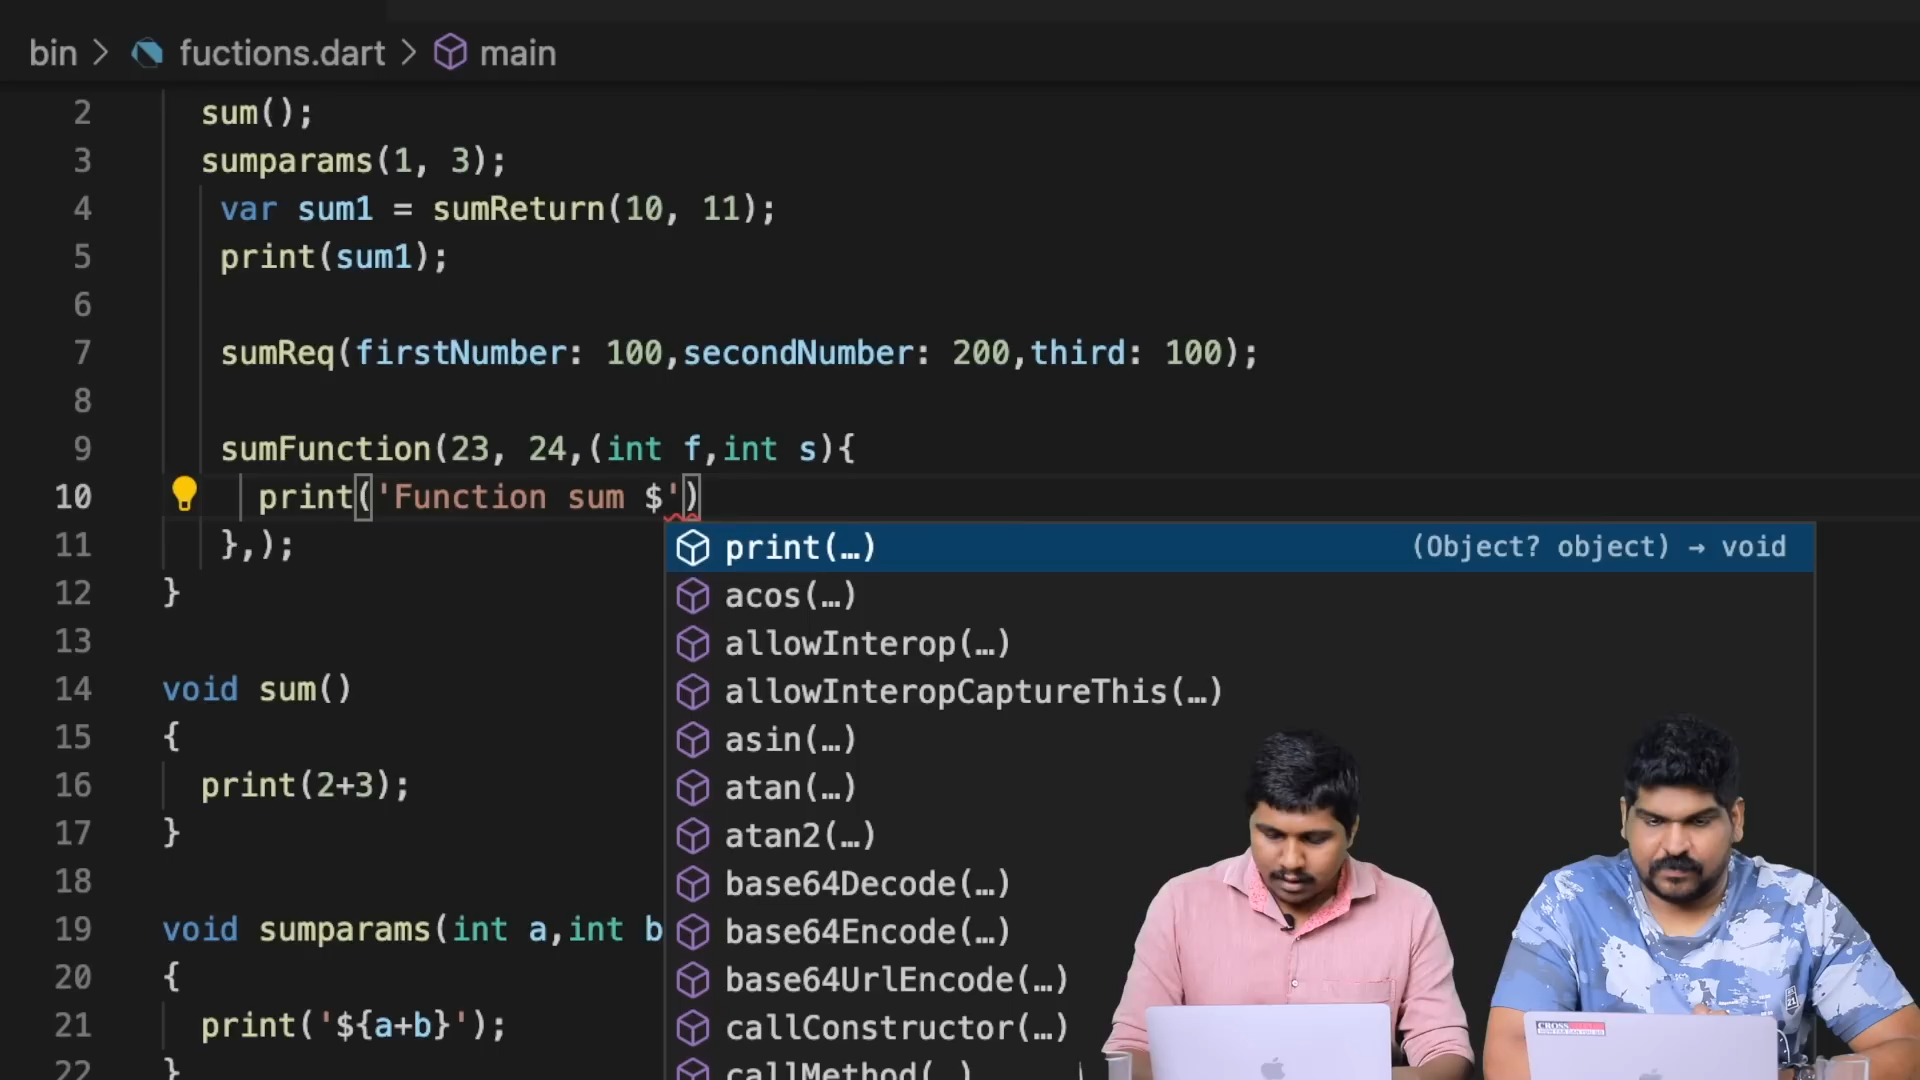 bin > fuctions.dart > main
2 sum();
3 sumparams(1, 3);
4 var sum1 = sumReturn(10, 11);
5 print(sum1);
6
7 sumReq(firstNumber: 100,secondNumber: 200,third: 100);
8
9 sumFunction(23, 24,(int f,int s){
10 print('Function sum $')
11 },);
12 }
13
14 void sum()
15 {
16 print(2+3);
17 }
18
19 void sumparams(int a,int b
20 {
21 print('${a+b}');
22 }
print(…) (Object? object) → void
acos(…)
allowInterop(…)
allowInteropCaptureThis(…)
asin(…)
atan(…)
atan2(…)
base64Decode(…)
base64Encode(…)
base64UrlEncode(…)
callConstructor(…)
callMethod(…)
CROSS
21